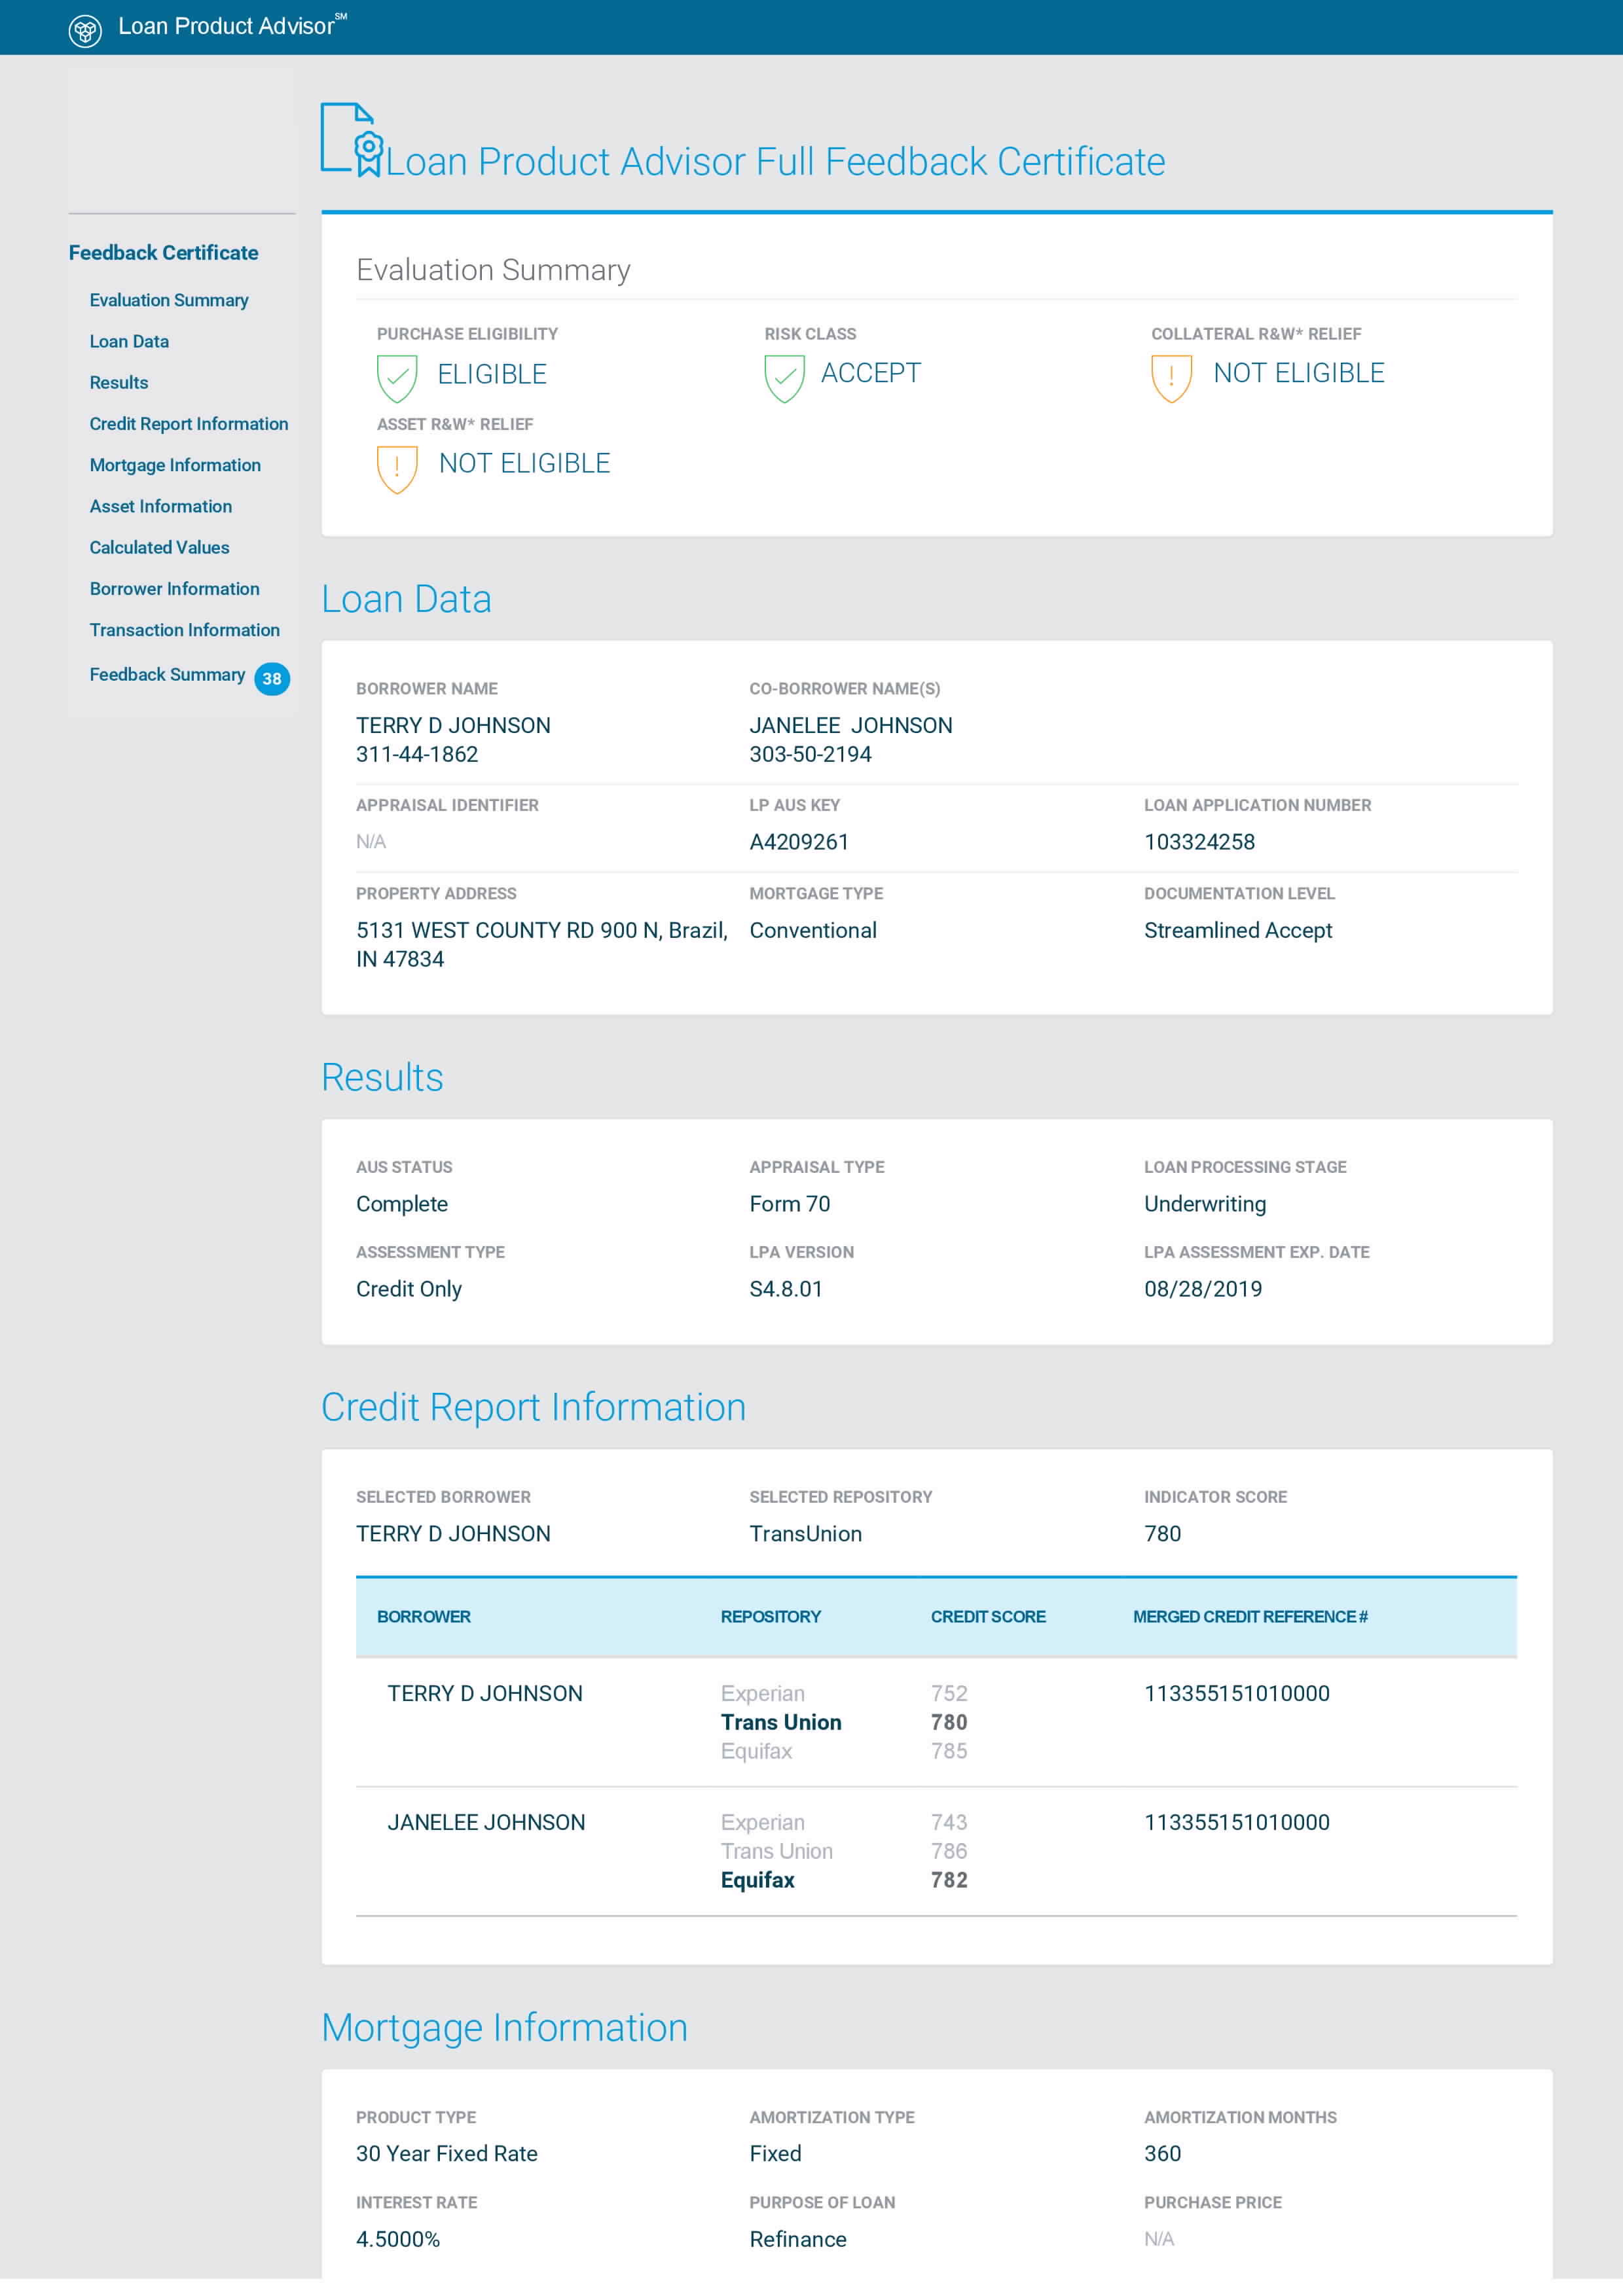 Loan Product Advisor℠
Loan Product Advisor Full Feedback Certificate
Feedback Certificate
Evaluation Summary
Loan Data
Results
Credit Report Information
Mortgage Information
Asset Information
Calculated Values
Borrower Information
Transaction Information
Feedback Summary 38
Evaluation Summary
PURCHASE ELIGIBILITY RISK CLASS COLLATERAL R&W* RELIEF
ELIGIBLE ACCEPT NOT ELIGIBLE
ASSET R&W* RELIEF
NOT ELIGIBLE
Loan Data
BORROWER NAME CO-BORROWER NAME(S)
TERRY D JOHNSON JANELEE JOHNSON
311-44-1862 303-50-2194
APPRAISAL IDENTIFIER LP AUS KEY LOAN APPLICATION NUMBER
N/A A4209261 103324258
PROPERTY ADDRESS MORTGAGE TYPE DOCUMENTATION LEVEL
5131 WEST COUNTY RD 900 N, Brazil, Conventional Streamlined Accept
IN 47834
Results
AUS STATUS APPRAISAL TYPE LOAN PROCESSING STAGE
Complete Form 70 Underwriting
ASSESSMENT TYPE LPA VERSION LPA ASSESSMENT EXP. DATE
Credit Only S4.8.01 08/28/2019
Credit Report Information
SELECTED BORROWER SELECTED REPOSITORY INDICATOR SCORE
TERRY D JOHNSON TransUnion 780
BORROWER REPOSITORY CREDIT SCORE MERGED CREDIT REFERENCE #
TERRY D JOHNSON Experian 752 113355151010000
Trans Union 780
Equifax 785
JANELEE JOHNSON Experian 743 113355151010000
Trans Union 786
Equifax 782
Mortgage Information
PRODUCT TYPE AMORTIZATION TYPE AMORTIZATION MONTHS
30 Year Fixed Rate Fixed 360
INTEREST RATE PURPOSE OF LOAN PURCHASE PRICE
4.5000% Refinance N/A